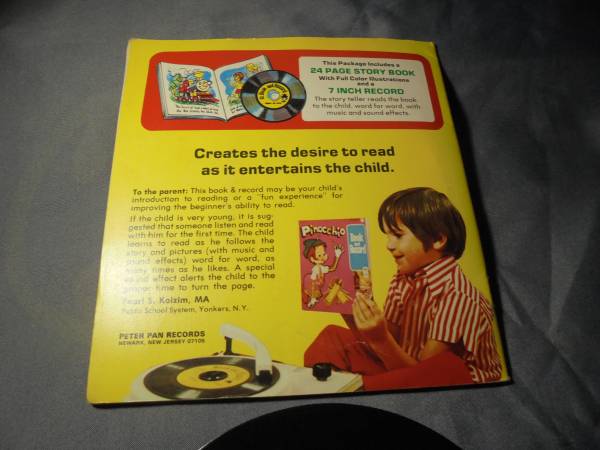 This Package Includes a
24 PAGE STORY BOOK
With Full Color Illustrations
and a
7 INCH RECORD
The story teller reads the book
to the child, word for word, with
music and sound effects.
Creates the desire to read
as it entertains the child.
To the parent: This book & record may be your child's
introduction to reading or a "fun experience" for
improving the beginner's ability to read.
If the child is very young, it is sug-
gested that someone listen and read
with him for the first time. The child
learns to read as he follows the
story and pictures (with music and
sound effects) word for word, as
many times as he likes. A special
sound effect alerts the child to the
proper time to turn the page.
Pearl S. Kaizim, MA
Public School System, Yonkers, N.Y.
Pinocchio
Book
and
Record
PETER PAN RECORDS
NEWARK, NEW JERSEY 07105